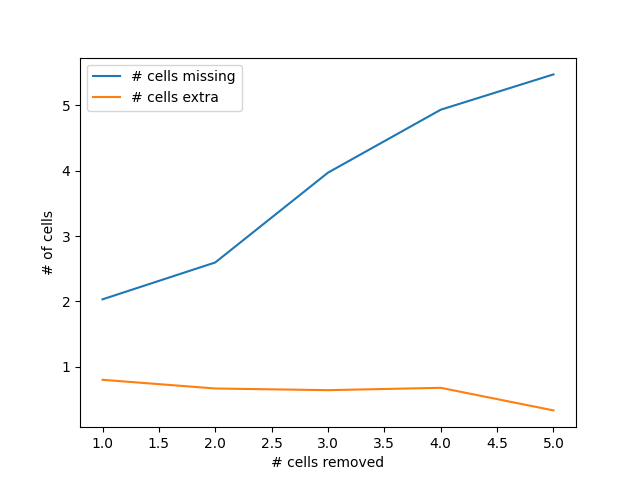 # cells missing
# cells extra
5
4
3
2
1
# of cells
1.0 1.5 2.0 2.5 3.0 3.5 4.0 4.5 5.0
# cells removed